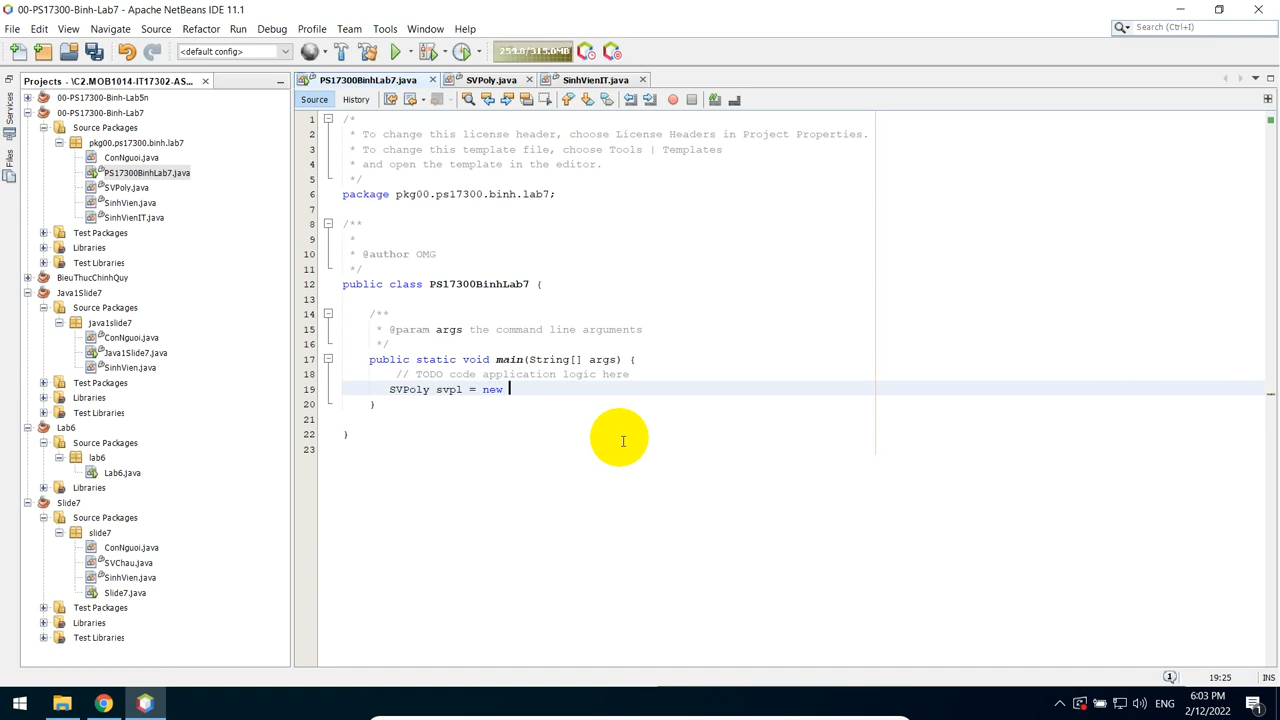 00-PS17300-Binh-Lab7 - Apache NetBeans IDE 11.1
File Edit View Navigate Source Refactor Run Debug Profile Team Tools Window Help
Search (Ctrl+I)
<default config>
Projects - \C2.MOB1014-IT17302-AS...
PS17300BinhLab7.java
SVPoly.java
SinhVienIT.java
Source
History
Services
Files
00-PS17300-Binh-Lab5n
00-PS17300-Binh-Lab7
Source Packages
pkg00.ps17300.binh.lab7
ConNguoi.java
PS17300BinhLab7.java
SVPoly.java
SinhVien.java
SinhVienIT.java
Test Packages
Libraries
Test Libraries
BieuThucChinhQuy
Java1Slide7
Source Packages
java1slide7
ConNguoi.java
Java1Slide7.java
SinhVien.java
Test Packages
Libraries
Test Libraries
Lab6
Source Packages
lab6
Lab6.java
Libraries
Slide7
Source Packages
slide7
ConNguoi.java
SVChau.java
SinhVien.java
Slide7.java
Test Packages
Libraries
Test Libraries
1 /*
2 * To change this license header, choose License Headers in Project Properties.
3 * To change this template file, choose Tools | Templates
4 * and open the template in the editor.
5 */
6 package pkg00.ps17300.binh.lab7;
7
8 /**
9 *
10 * @author OMG
11 */
12 public class PS17300BinhLab7 {
13
14 /**
15 * @param args the command line arguments
16 */
17 public static void main(String[] args) {
18 // TODO code application logic here
19 SVPoly svpl = new
20 }
21
22 }
23
1
19:25
INS
ENG
6:03 PM
2/12/2022
1